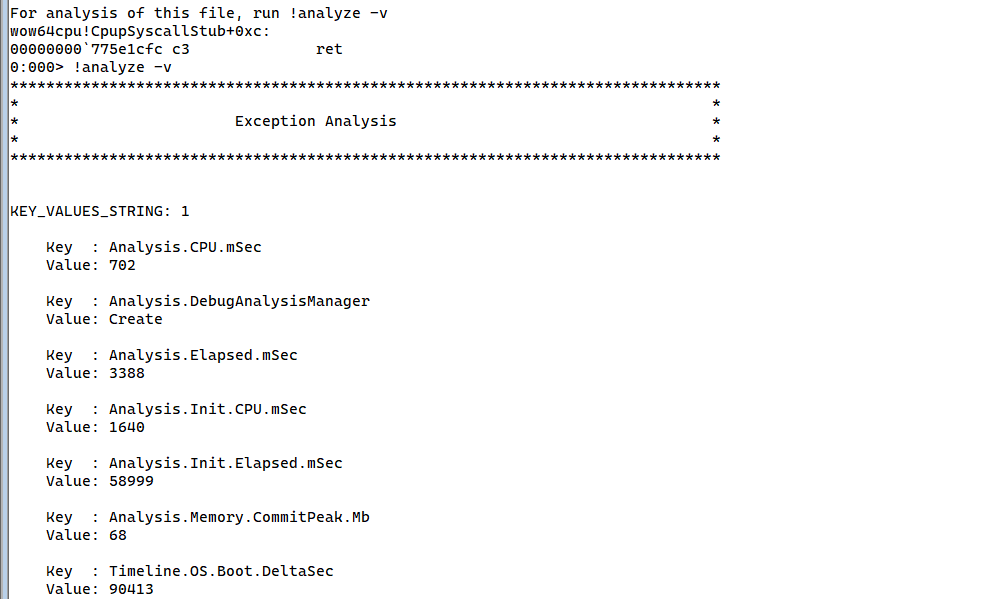 For analysis of this file, run !analyze -v
wow64cpu!CpupSyscallStub+0xc:
00000000`775e1cfc c3              ret
0:000> !analyze -v
*******************************************************************************
*                                                                             *
*                        Exception Analysis                                   *
*                                                                             *
*******************************************************************************
KEY_VALUES_STRING: 1
    Key  : Analysis.CPU.mSec
    Value: 702
    Key  : Analysis.DebugAnalysisManager
    Value: Create
    Key  : Analysis.Elapsed.mSec
    Value: 3388
    Key  : Analysis.Init.CPU.mSec
    Value: 1640
    Key  : Analysis.Init.Elapsed.mSec
    Value: 58999
    Key  : Analysis.Memory.CommitPeak.Mb
    Value: 68
    Key  : Timeline.OS.Boot.DeltaSec
    Value: 90413